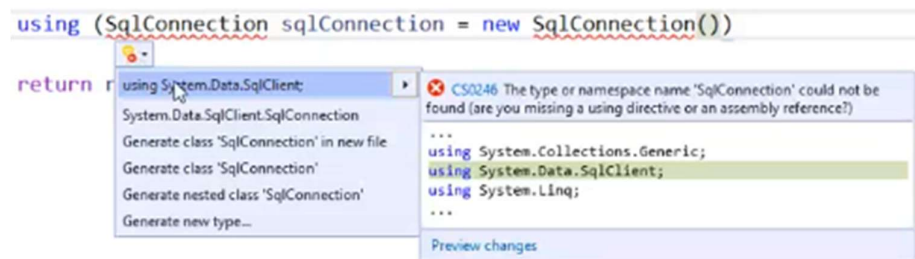 using (SqlConnection sqlConnection = new SqlConnection())
return r
using System.Data.SqlClient;
System.Data.SqlClient.SqlConnection
Generate class 'SqlConnection' in new file
Generate class 'SqlConnection'
Generate nested class 'SqlConnection'
Generate new type...
CS0246 The type or namespace name 'SqlConnection' could not be
found (are you missing a using directive or an assembly reference?)
...
using System.Collections.Generic;
using System.Data.SqlClient;
using System.Linq;
...
Preview changes